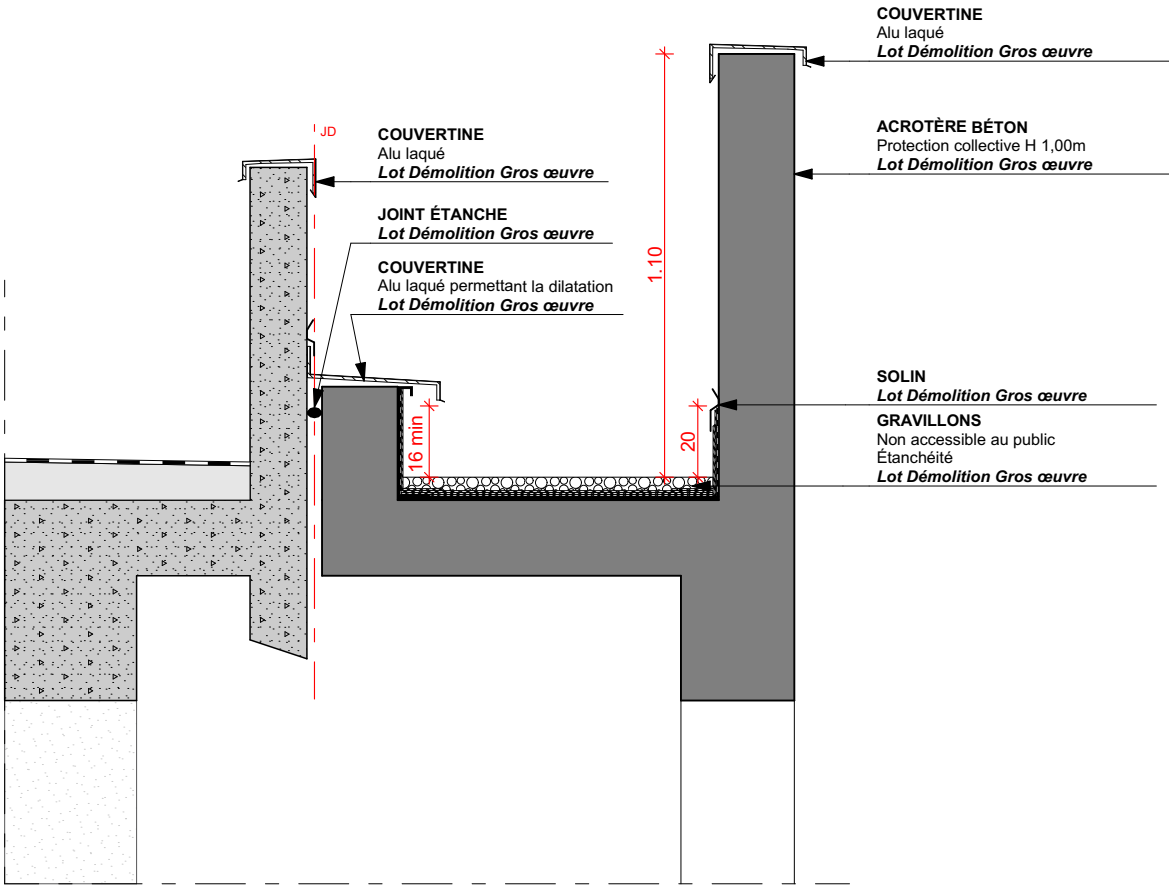 COUVERTINE
Alu laqué
Lot Démolition Gros œuvre
JD
COUVERTINE
Alu laqué
Lot Démolition Gros œuvre
ACROTÈRE BÉTON
Protection collective H 1,00m
Lot Démolition Gros œuvre
JOINT ÉTANCHE
Lot Démolition Gros œuvre
COUVERTINE
Alu laqué permettant la dilatation
Lot Démolition Gros œuvre
1.10
16 min
20
SOLIN
Lot Démolition Gros œuvre
GRAVILLONS
Non accessible au public
Étanchéité
Lot Démolition Gros œuvre